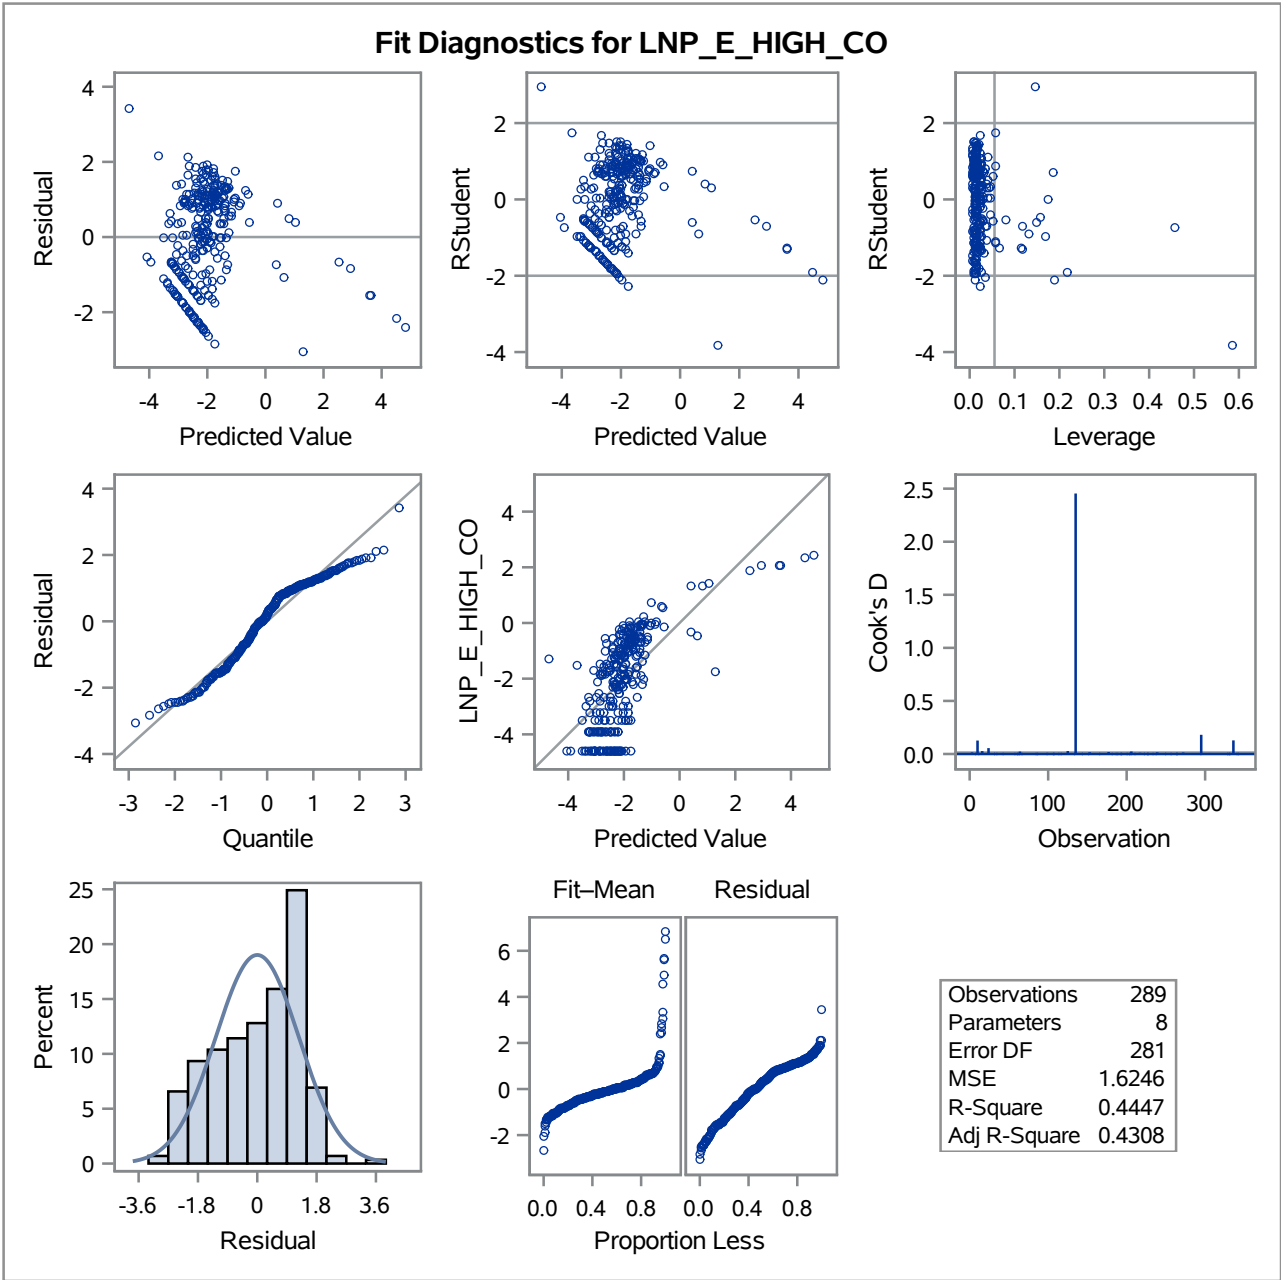 Fit Diagnostics for LNP_E_HIGH_CO
Residual
4
2
0
-2
-4 -2 0 2 4
Predicted Value
RStudent
2
0
-2
-4
-4 -2 0 2 4
Predicted Value
RStudent
2
0
-2
-4
0.0 0.1 0.2 0.3 0.4 0.5 0.6
Leverage
Residual
4
2
0
-2
-4
-3 -2 -1 0 1 2 3
Quantile
LNP_E_HIGH_CO
4
2
0
-2
-4
-4 -2 0 2 4
Predicted Value
Cook's D
2.5
2.0
1.5
1.0
0.5
0.0
0 100 200 300
Observation
Percent
25
20
15
10
5
0
-3.6 -1.8 0 1.8 3.6
Residual
Fit–Mean Residual
6
4
2
0
-2
0.0 0.4 0.8 0.0 0.4 0.8
Proportion Less
Observations 289
Parameters 8
Error DF 281
MSE 1.6246
R-Square 0.4447
Adj R-Square 0.4308